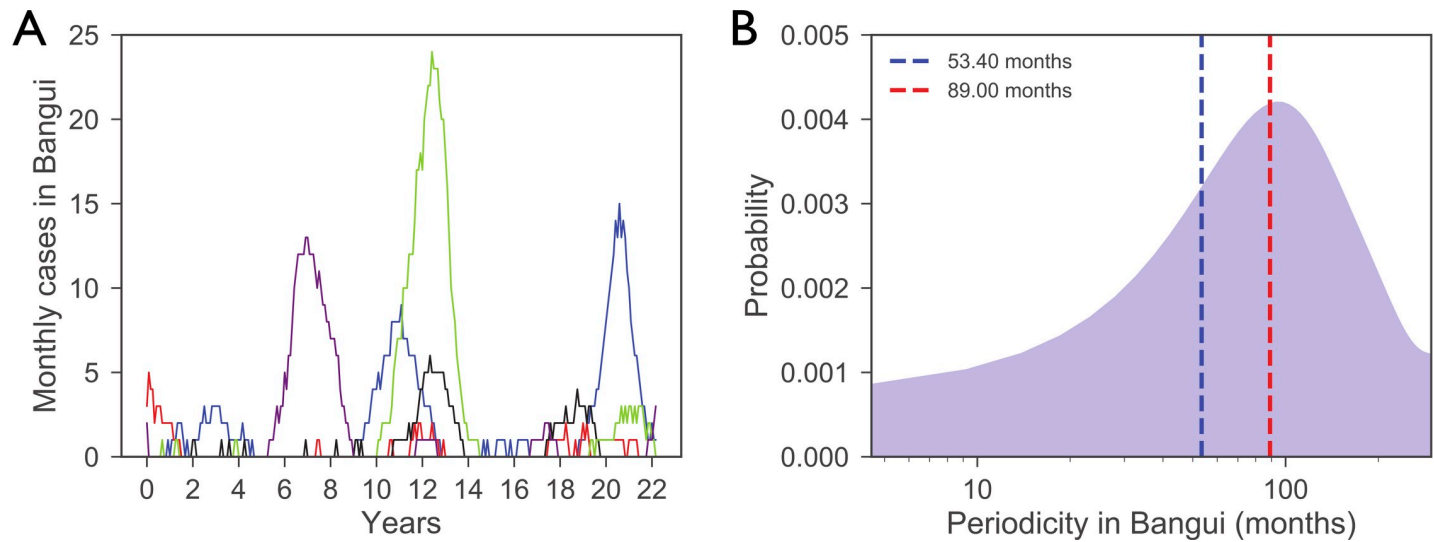 A
Monthly cases in Bangui
25
20
15
10
5
0
0 2 4 6 8 10 12 14 16 18 20 22
Years
B
Probability
0.005
0.004
0.003
0.002
0.001
0.000
53.40 months
89.00 months
10 100
Periodicity in Bangui (months)